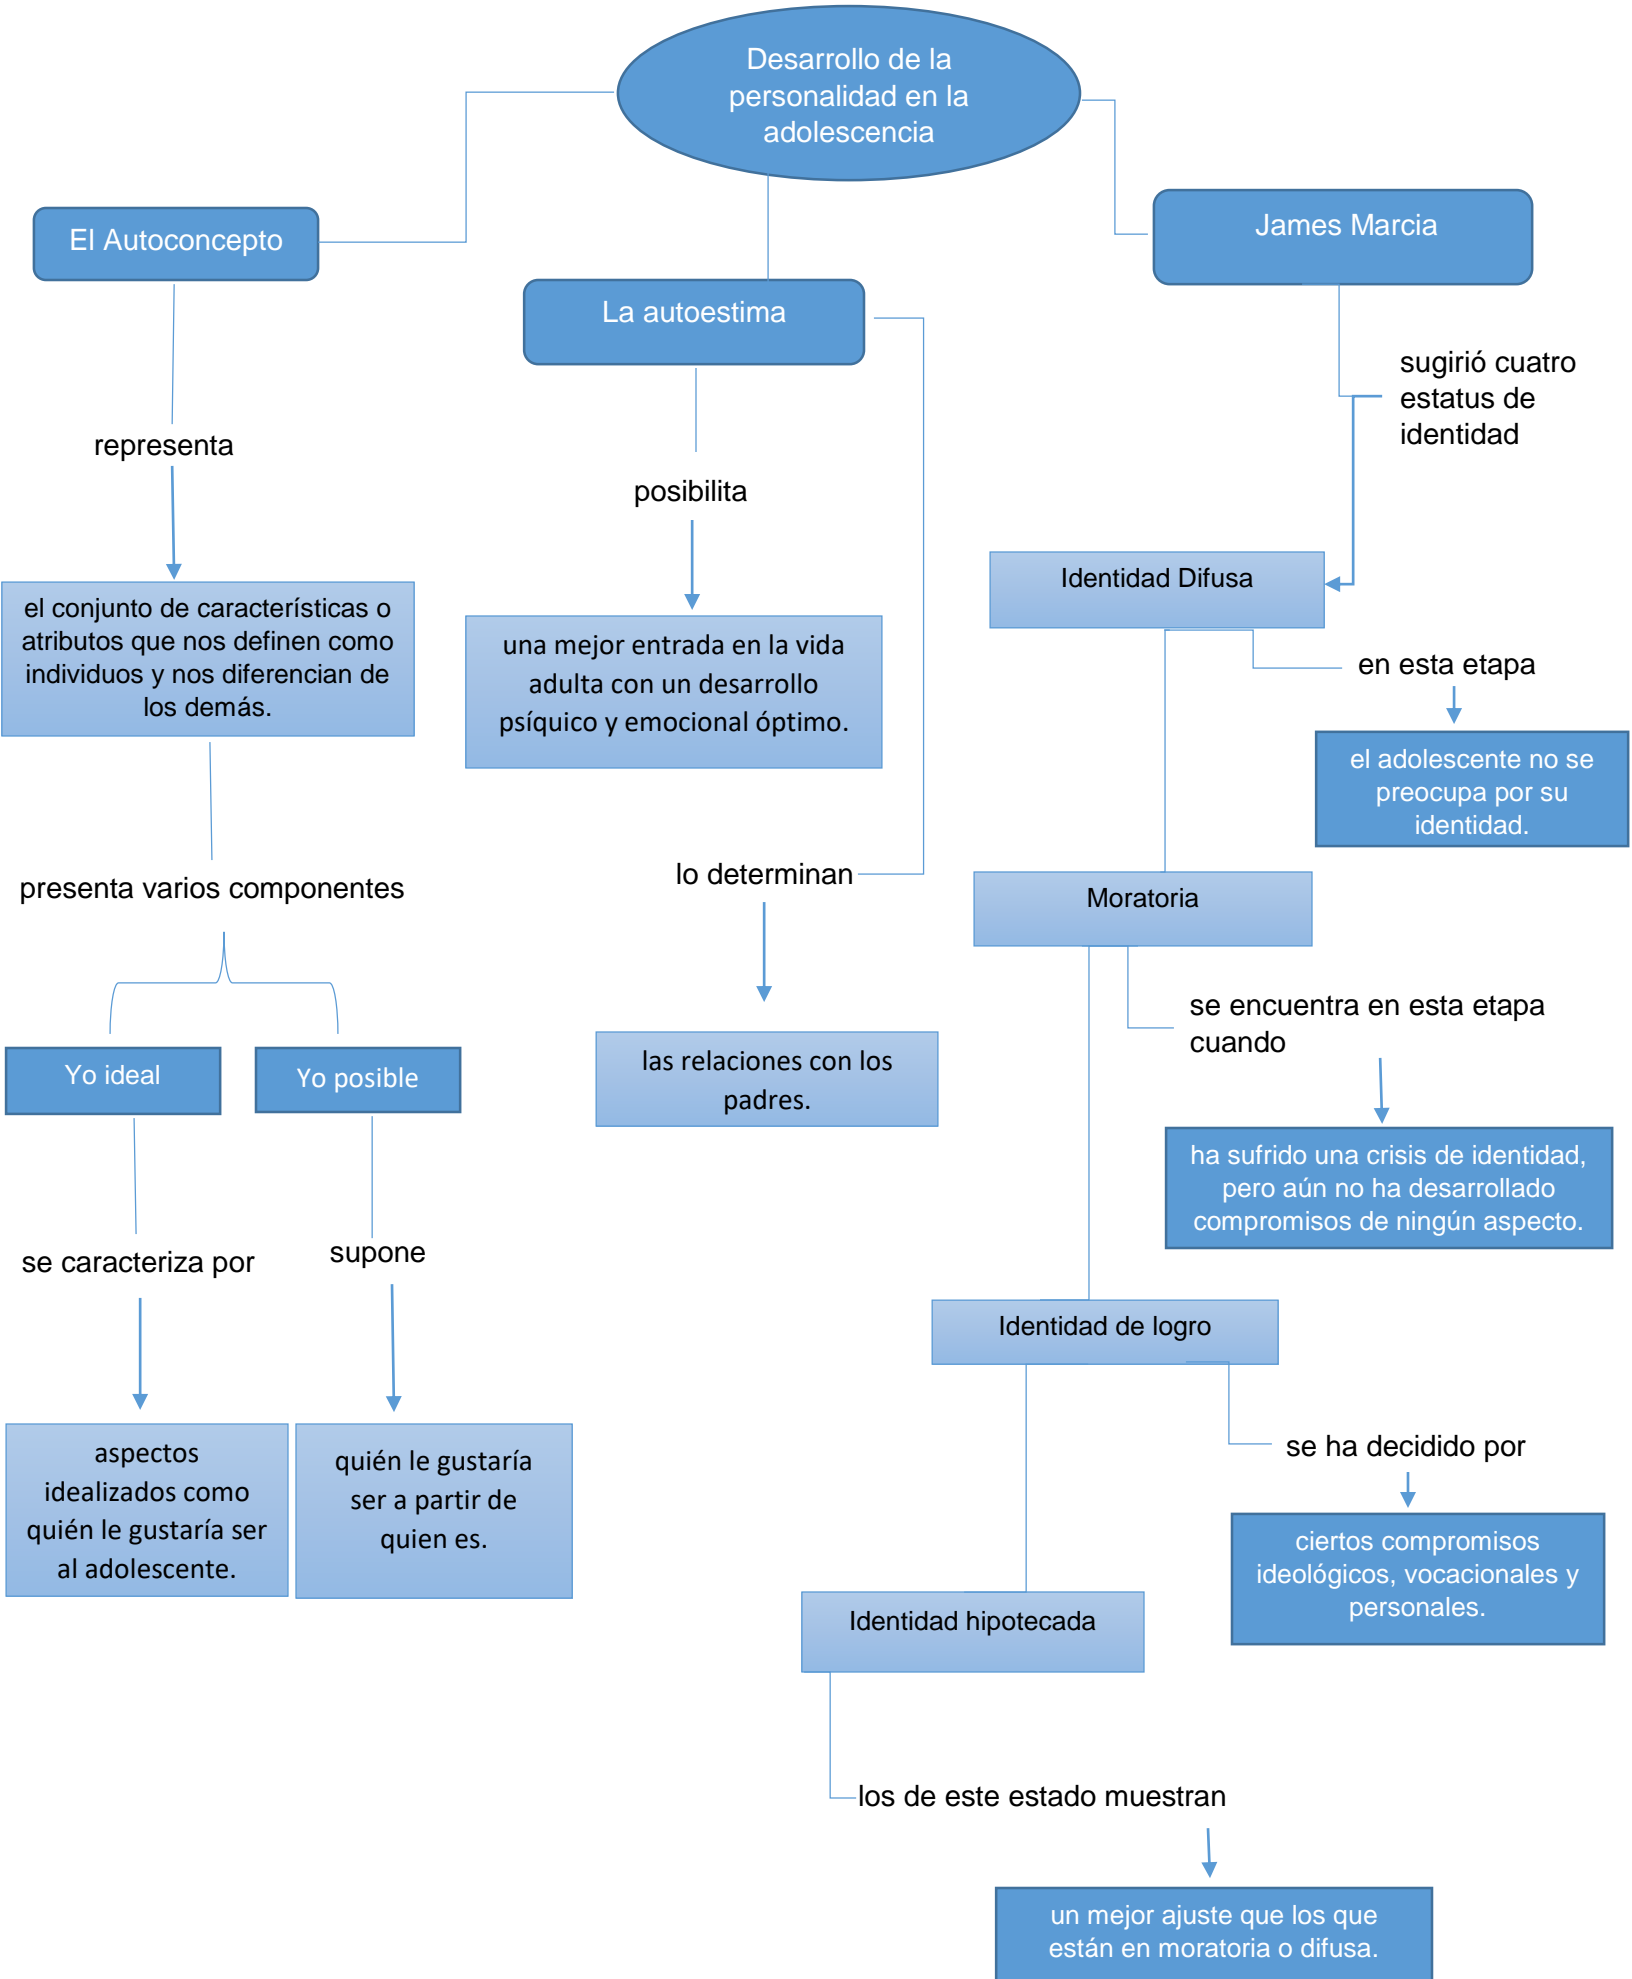 Desarrollo de la
personalidad en la
adolescencia
El Autoconcepto
James Marcia
La autoestima
sugirió cuatro
estatus de
identidad
representa
posibilita
el conjunto de características o
atributos que nos definen como
individuos y nos diferencian de
los demás.
una mejor entrada en la vida
adulta con un desarrollo
psíquico y emocional óptimo.
Identidad Difusa
en esta etapa
el adolescente no se
preocupa por su
identidad.
presenta varios componentes
lo determinan
Moratoria
se encuentra en esta etapa
cuando
Yo ideal
Yo posible
las relaciones con los
padres.
ha sufrido una crisis de identidad,
pero aún no ha desarrollado
compromisos de ningún aspecto.
se caracteriza por
supone
Identidad de logro
aspectos
idealizados como
quién le gustaría ser
al adolescente.
quién le gustaría
ser a partir de
quien es.
se ha decidido por
ciertos compromisos
ideológicos, vocacionales y
personales.
Identidad hipotecada
los de este estado muestran
un mejor ajuste que los que
están en moratoria o difusa.